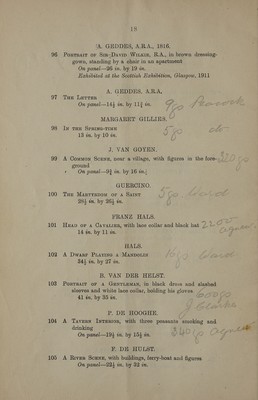 18
A. GEDDES, A.R.A., 1816.
96 PORTRAIT OF SIR DAVID WILKIE, R.A., in brown dressing-
gown, standing by a chair in an apartment
On panel—26 in. by 19 in.
Exhibited at the Scottish Exhibition, Glasgow, 1911
A. GEDDES, A.R.A.
97 THE LETTER
On panel—14½ in. by 11½ in.
MARGARET GILLIES.
98 IN THE SPRING-TIME
13 in. by 10 in.
J. VAN GOYEN.
99 A COMMON SCENE, near a village, with figures in the fore-
ground
On panel—9½ in. by 16 in.
GUERCINO.
100 THE MARTYRDOM OF A SAINT
28½ in. by 36½ in.
FRANZ HALS.
101 HEAD OF A CAVALIER, with lace collar and black hat
14 in. by 11 in.
HALS.
102 A DWARF PLAYING A MANDOLIN
34½ in. by 27 in.
B. VAN DER HELST.
103 PORTRAIT OF A GENTLEMAN, in black dress and slashed
sleeves and white lace collar, holding his gloves
41 in. by 35 in.
P. DE HOOGHE.
104 A TAVERN INTERIOR, with three peasants smoking and
drinking
On panel—19½ in. by 15½ in.
F. DE HULST.
105 A RIVER SCENE, with buildings, ferry-boat and figures
On panel—22½ in. by 32 in.